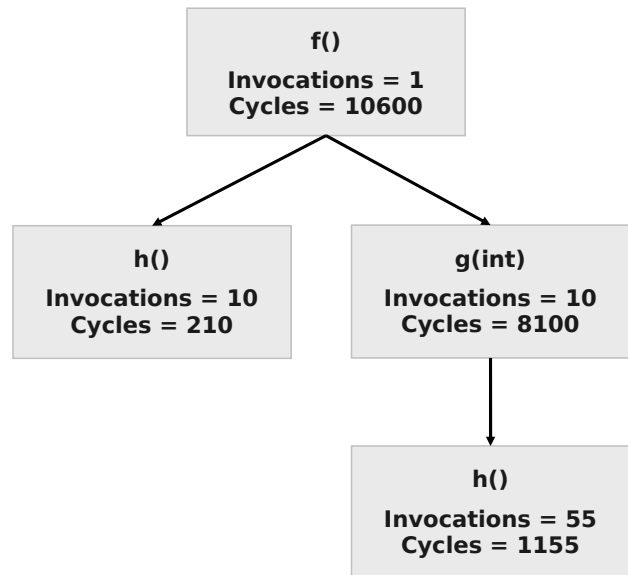 f()
Invocations = 1
Cycles = 10600
h()
Invocations = 10
Cycles = 210
g(int)
Invocations = 10
Cycles = 8100
h()
Invocations = 55
Cycles = 1155